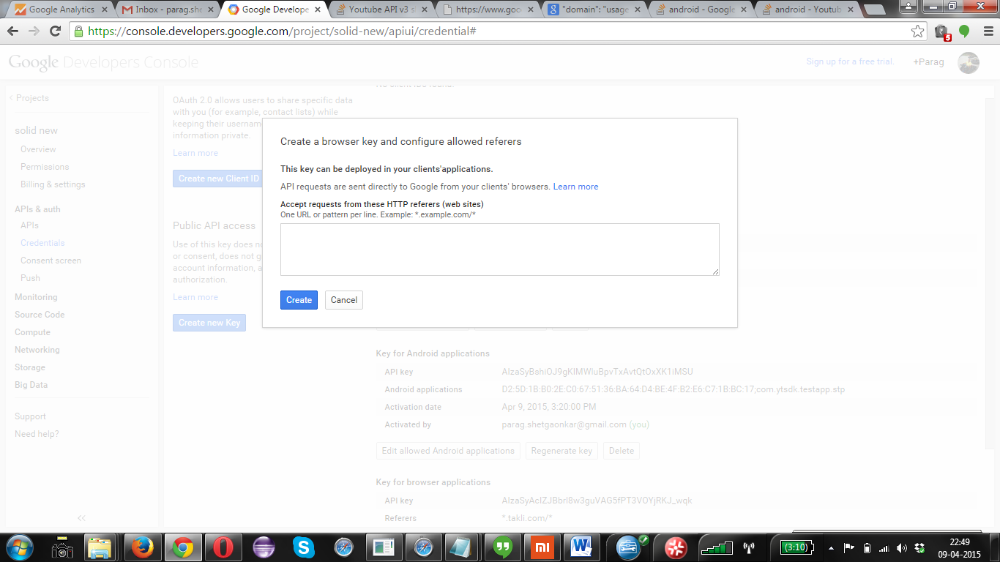 Google Analytics
Inbox - parag.she
Google Develope
Youtube API v3 s
https://www.goo
"domain": "usage
android - Google
android - Youtub
https://console.developers.google.com/project/solid-new/apiui/credential#
5
Google Developers Console
Sign up for a free trial.
+Parag
Projects
solid new
Overview
Permissions
Billing & settings
APIs & auth
APIs
Credentials
Consent screen
Push
Monitoring
Source Code
Compute
Networking
Storage
Big Data
Support
Need help?
No client IDs found.
OAuth 2.0 allows users to share specific data
with you (for example, contact lists) while
keeping their usernam
information private.
Learn more
Create new Client ID
Public API access
Use of this key does no
or consent, does not g
account information, a
authorization.
Learn more
Create new Key
Create a browser key and configure allowed referers
This key can be deployed in your clients'applications.
API requests are sent directly to Google from your clients' browsers. Learn more
Accept requests from these HTTP referers (web sites)
One URL or pattern per line. Example: *.example.com/*
Create
Cancel
Key for Android applications
API key AIzaSyBshiOJ9gKIMWluBpvTxAvtQtOxXK1iMSU
Android applications D2:5D:1B:B0:2E:C0:67:51:36:BA:64:D4:BE:4F:B2:E6:C7:1B:BC:17;com.ytsdk.testapp.stp
Activation date Apr 9, 2015, 3:20:00 PM
Activated by parag.shetgaonkar@gmail.com (you)
Edit allowed Android applications
Regenerate key
Delete
Key for browser applications
API key AIzaSyAcIZJBbrl8w3guVAG5fPT3VOYjRKJ_wqk
Referers *.takli.com/*
(3:10)
22:49
09-04-2015